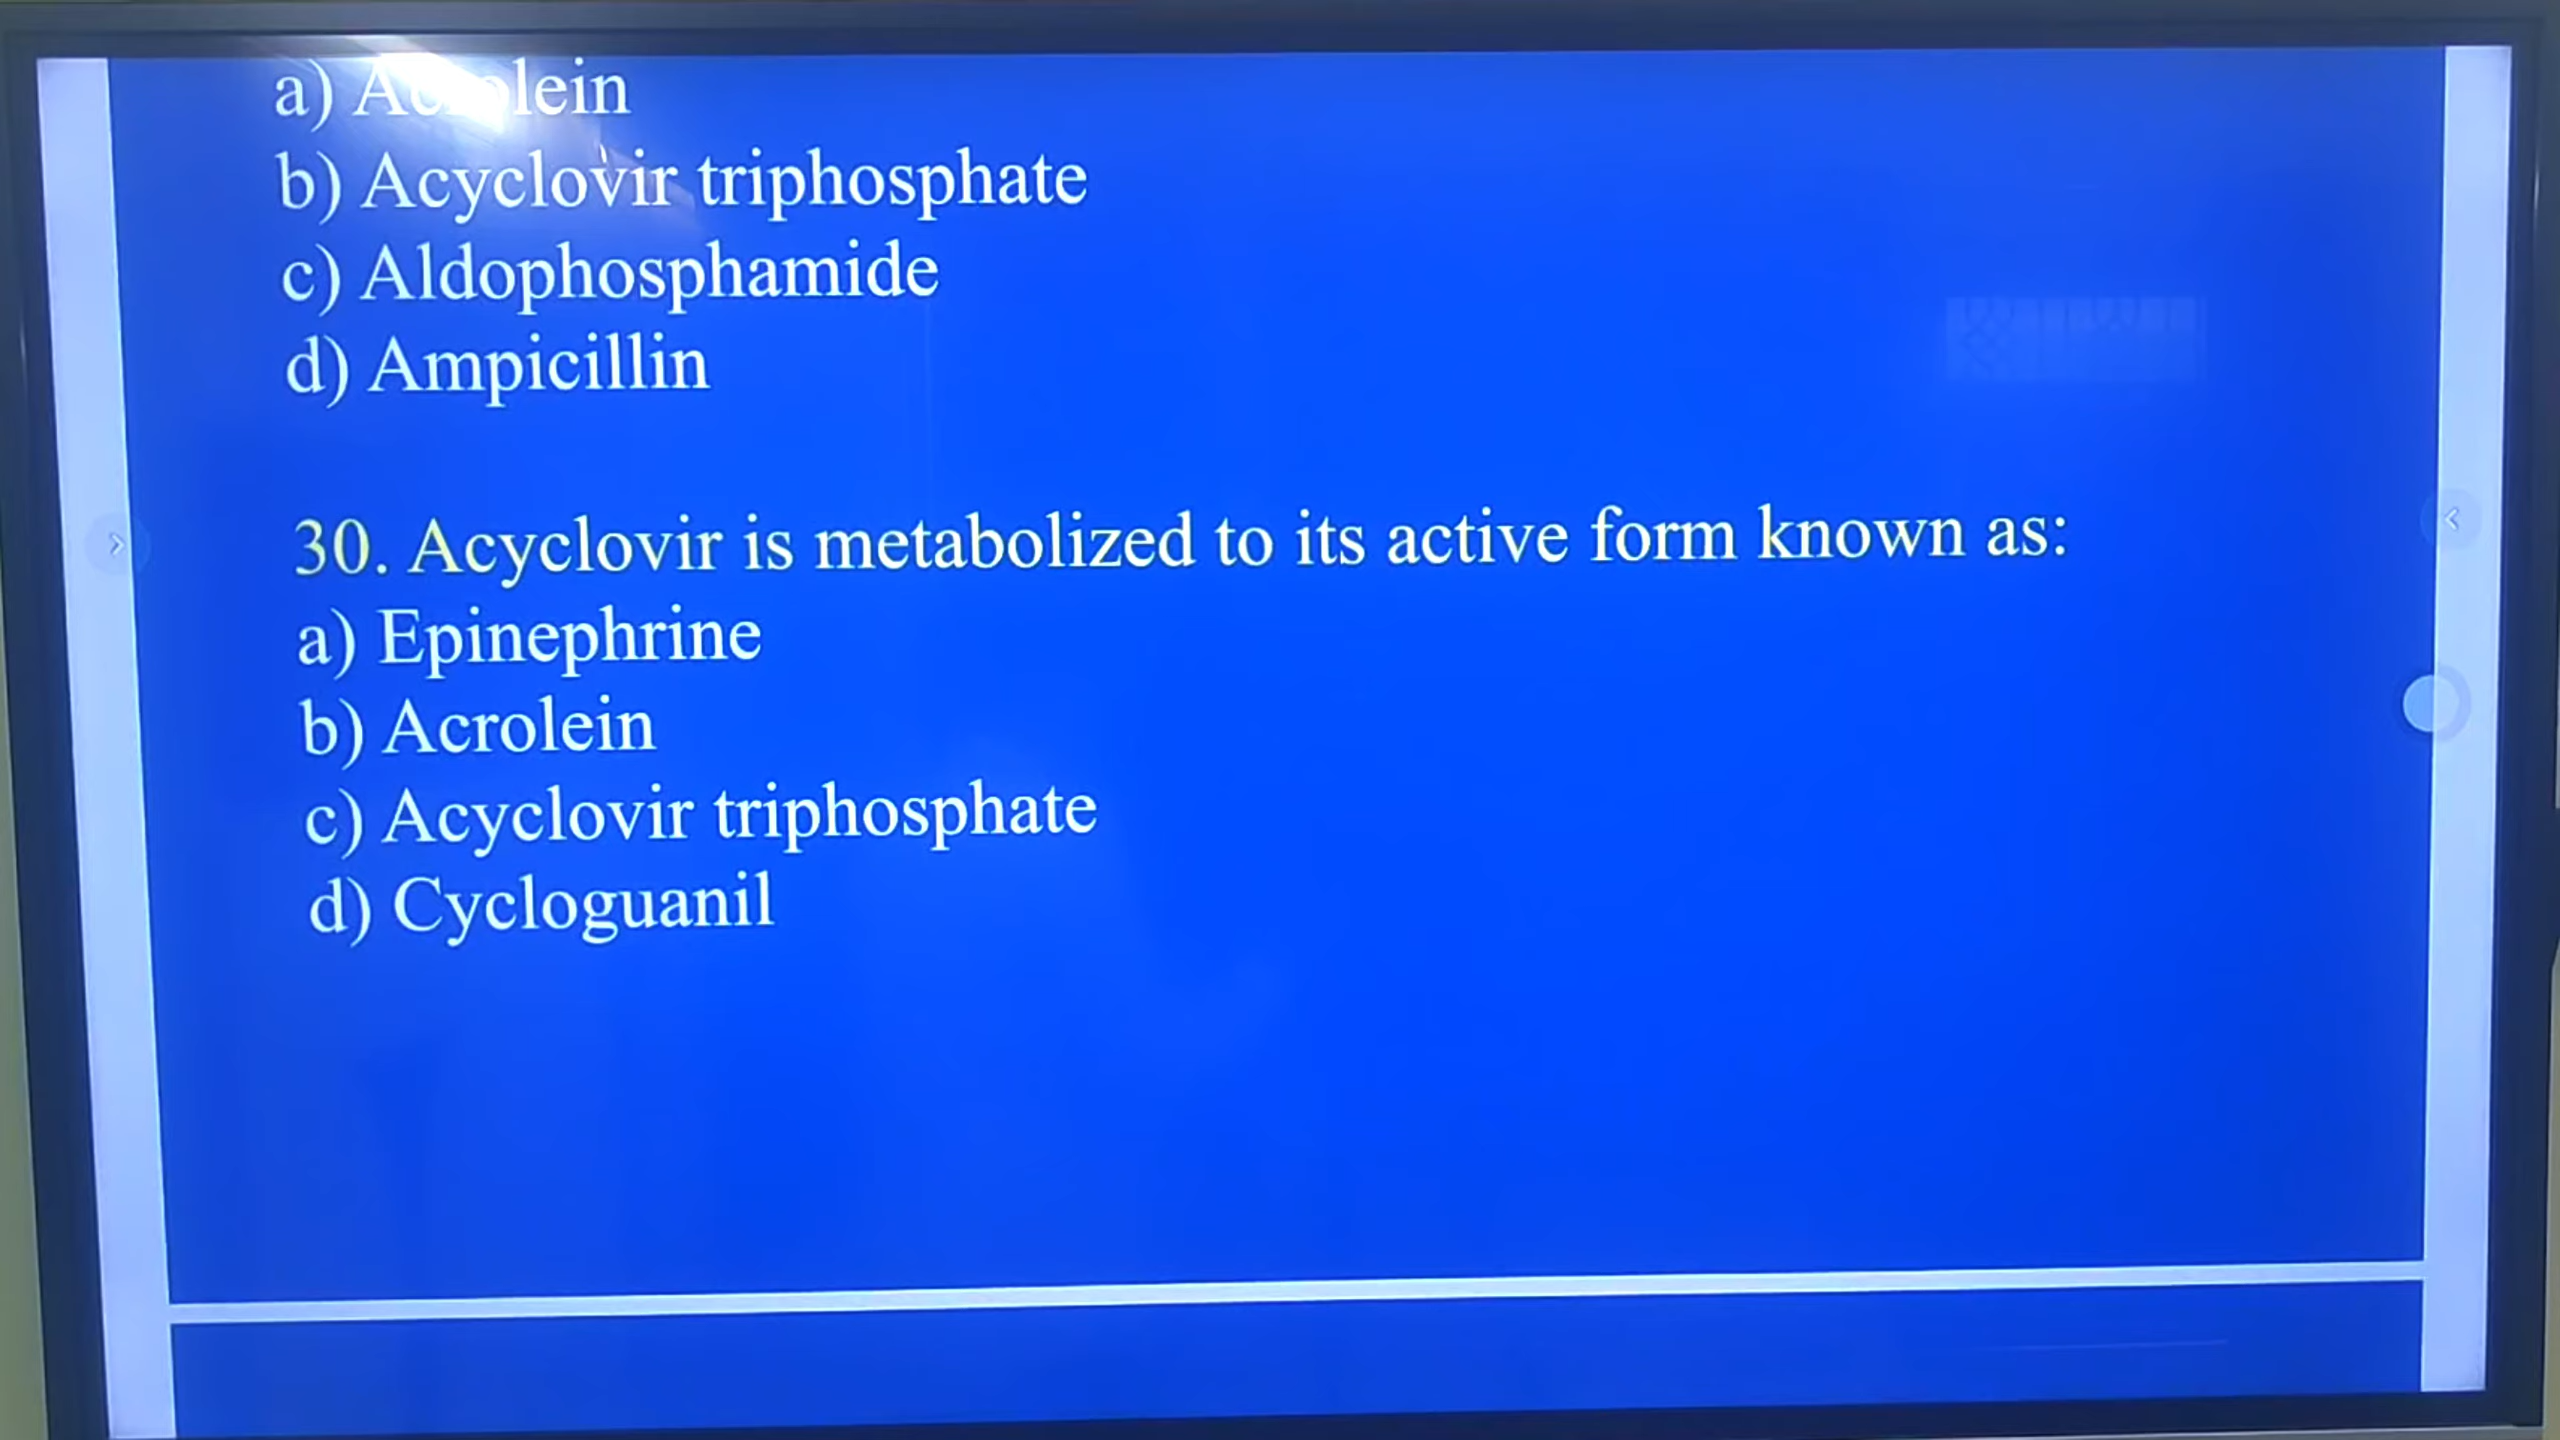 a) Acrolein
b) Acyclovir triphosphate
c) Aldophosphamide
d) Ampicillin
30. Acyclovir is metabolized to its active form known as:
a) Epinephrine
b) Acrolein
c) Acyclovir triphosphate
d) Cycloguanil